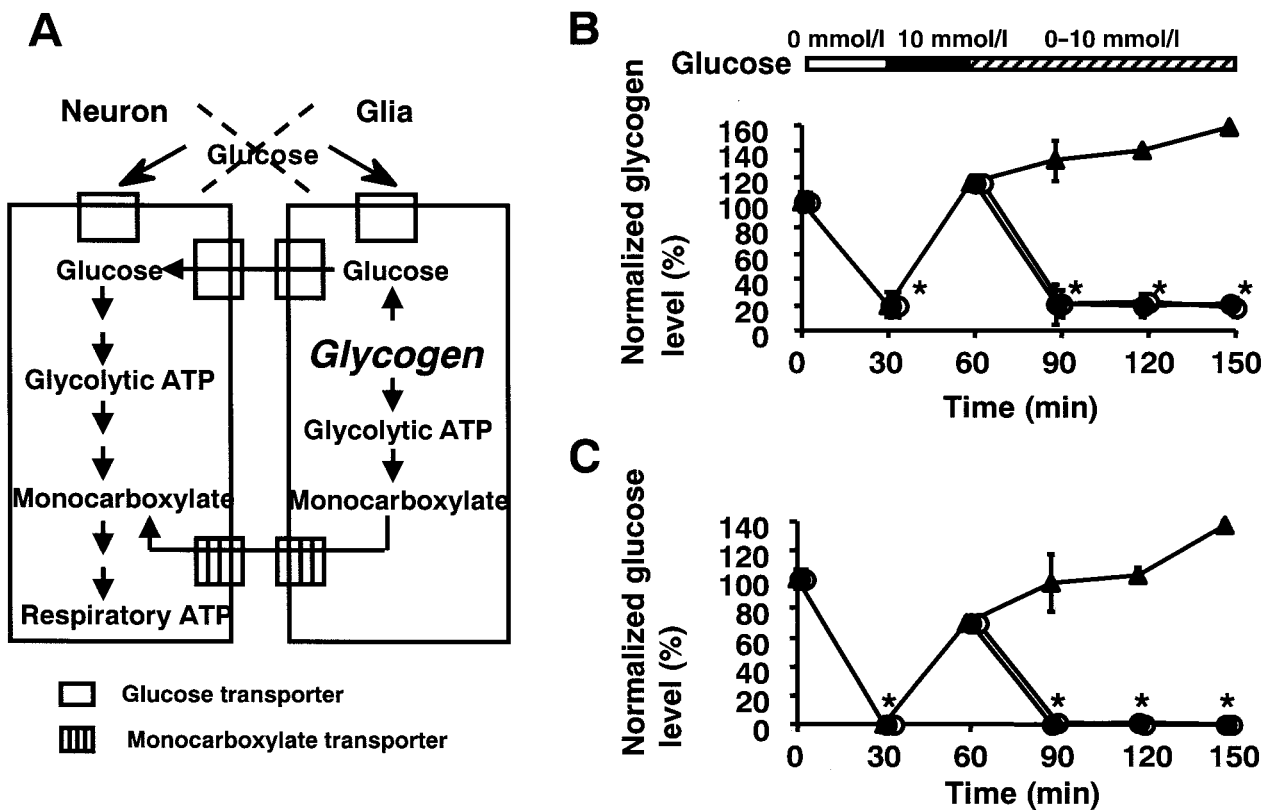 A
Neuron
Glia
Glucose
Glucose
Glucose
Glycogen
Glycolytic ATP
Glycolytic ATP
Monocarboxylate
Monocarboxylate
Respiratory ATP
Glucose transporter
Monocarboxylate transporter
B
0 mmol/l 10 mmol/l 0–10 mmol/l
Glucose
Normalized glycogen
level (%)
160
140
120
100
80
60
40
20
0
* * * *
0 30 60 90 120 150
Time (min)
C
Normalized glucose
level (%)
140
120
100
80
60
40
20
0
* * * *
0 30 60 90 120 150
Time (min)